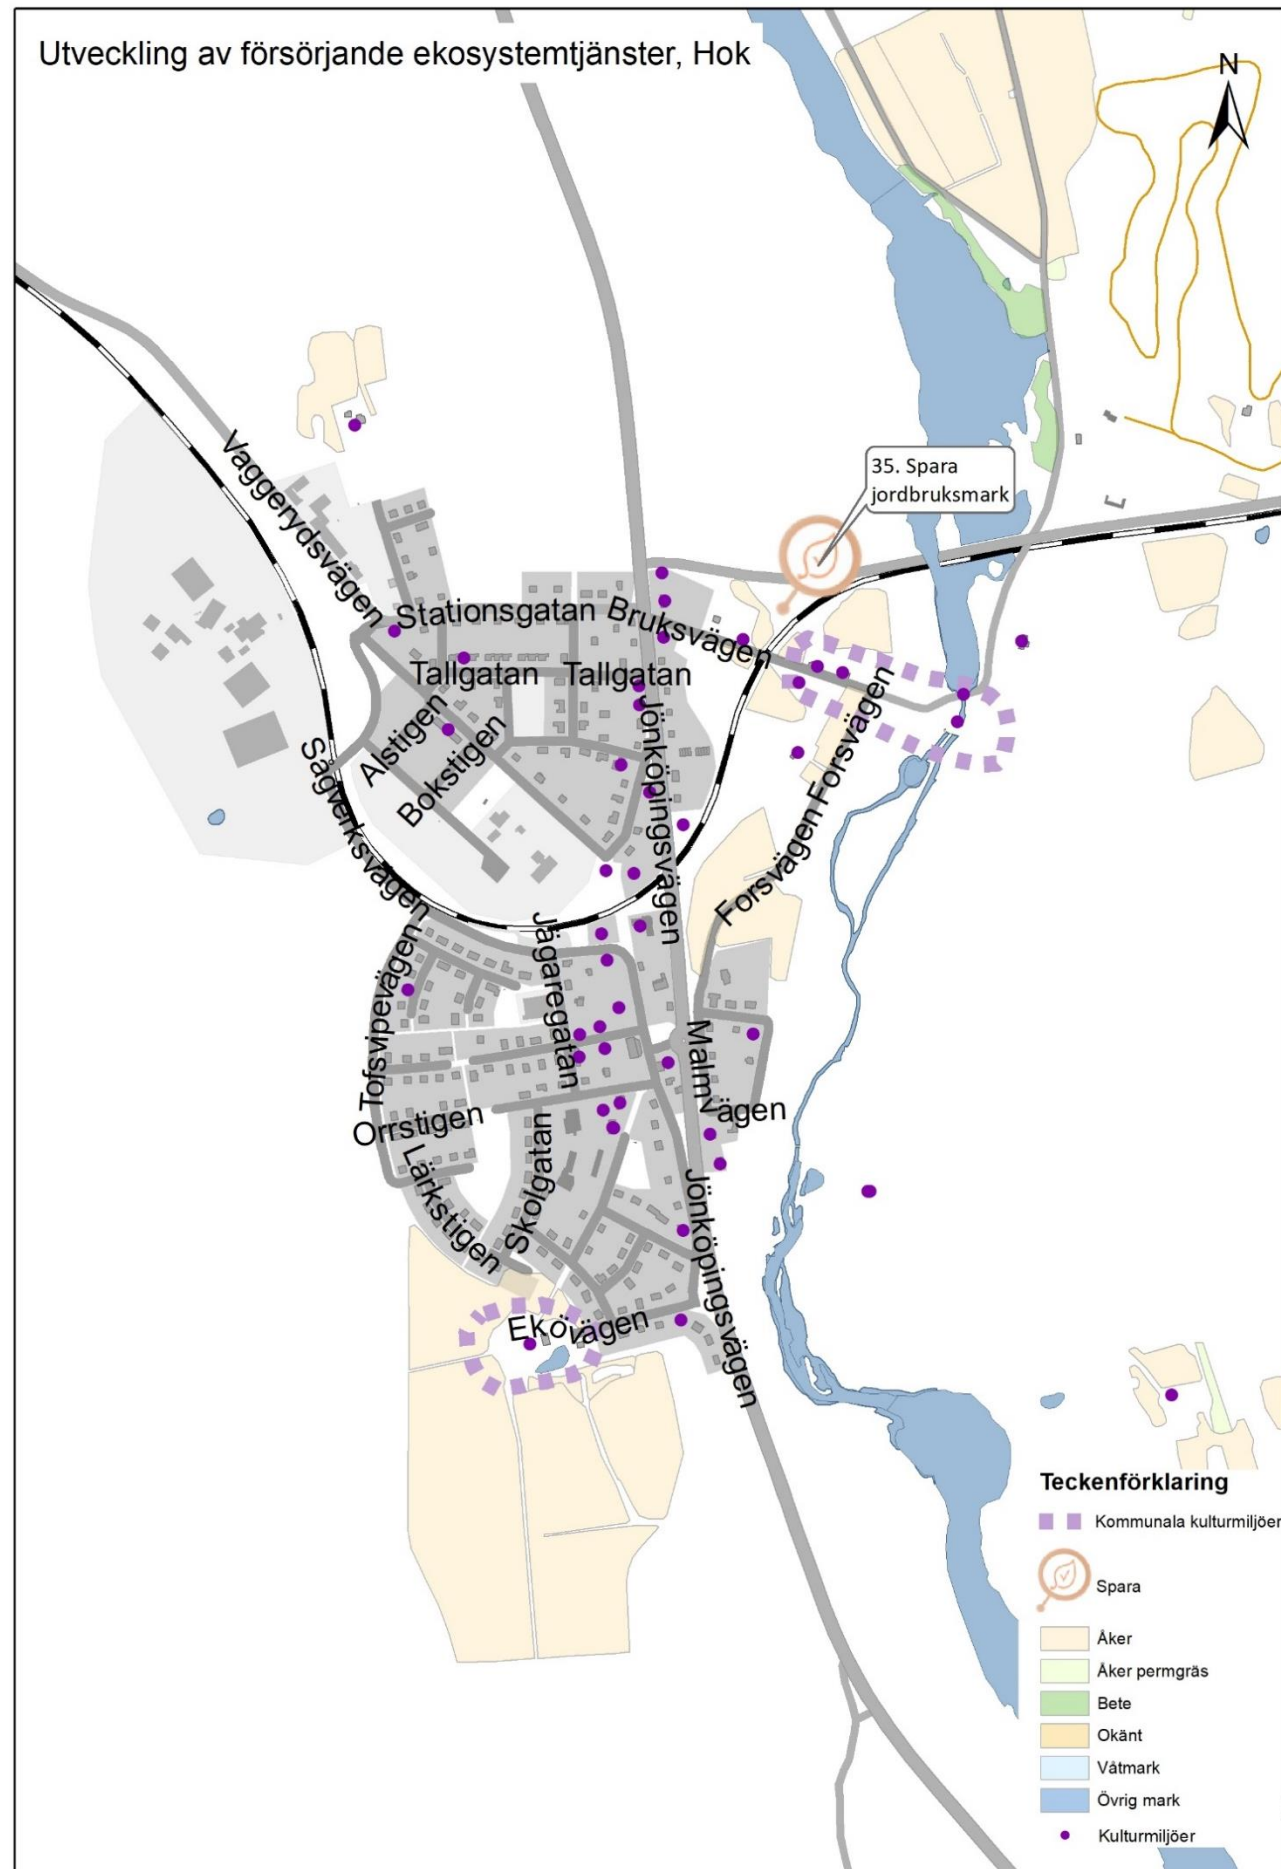 Utveckling av försörjande ekosystemtjänster, Hok
N
35. Spara
jordbruksmark
Vaggerydsvägen
Stationsgatan
Bruksvägen
Tallgatan
Tallgatan
Alstigen
Bokstigen
Jönköpingsvägen
Forsvägen
Forsvägen
Sågverksvägen
Tofsvipevägen
Jägaregatan
Malmvägen
Orrstigen
Lärkstigen
Skolgatan
Jönköpingsvägen
Ekövägen
Teckenförklaring
Kommunala kulturmiljöer
Spara
Åker
Åker permgräs
Bete
Okänt
Våtmark
Övrig mark
Kulturmiljöer